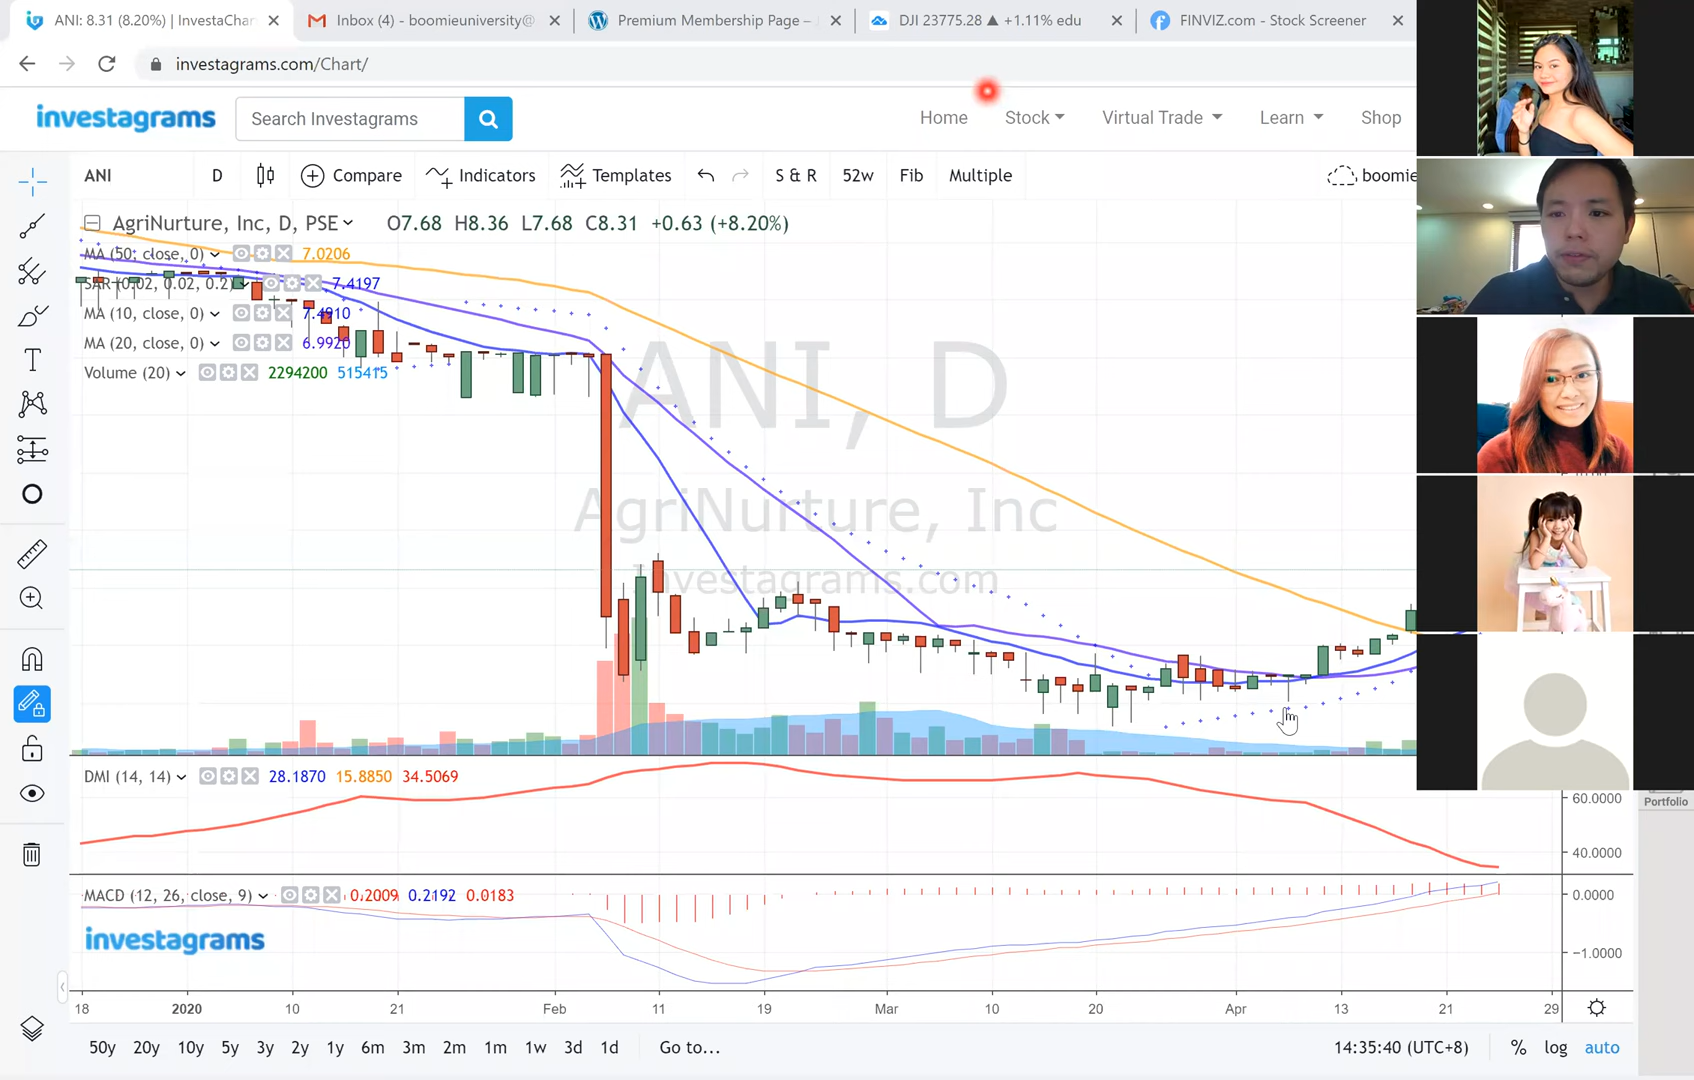 ANI: 8.31 (8.20%) | InvestaChar
Inbox (4) - boomieuniversity@
Premium Membership Page –
DJI 23775.28 ▲ +1.11% edu
FINVIZ.com - Stock Screener
investagrams.com/Chart/
investagrams
Search Investagrams
Home
Stock
Virtual Trade
Learn
Shop
ANI
D
Compare
Indicators
Templates
S & R
52w
Fib
Multiple
boomie
AgriNurture, Inc, D, PSE O7.68 H8.36 L7.68 C8.31 +0.63 (+8.20%)
MA (50, close, 0) 7.0206
SAR (0.02, 0.02, 0.2) 7.4197
MA (10, close, 0) 7.4910
MA (20, close, 0) 6.9920
Volume (20) 2294200 515415
ANI, D
AgriNurture, Inc
Investagrams.com
DMI (14, 14) 28.1870 15.8850 34.5069
60.0000
Portfolio
40.0000
MACD (12, 26, close, 9) 0.2009 0.2192 0.0183
0.0000
investagrams
−1.0000
18 2020 10 21 Feb 11 19 Mar 10 20 Apr 13 21 29
50y 20y 10y 5y 3y 2y 1y 6m 3m 2m 1m 1w 3d 1d Go to...
14:35:40 (UTC+8) % log auto